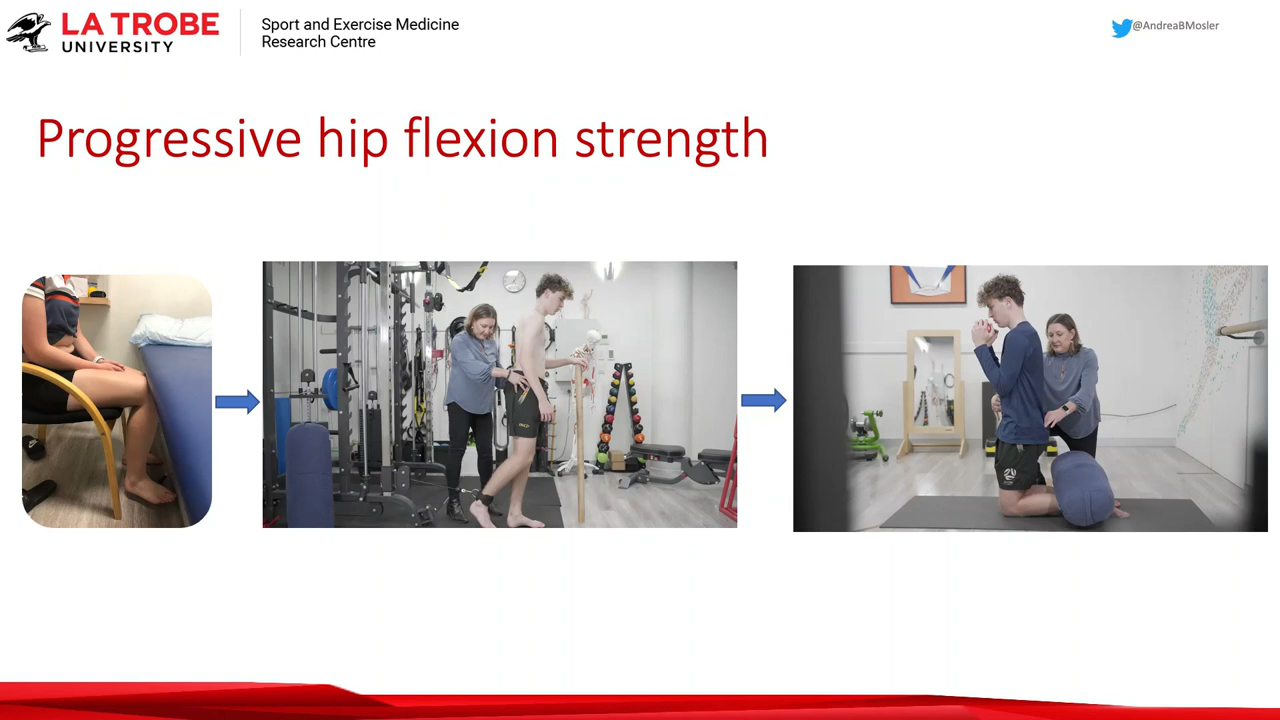 LA TROBE
UNIVERSITY
Sport and Exercise Medicine
Research Centre
@AndreaBMosler
Progressive hip flexion strength